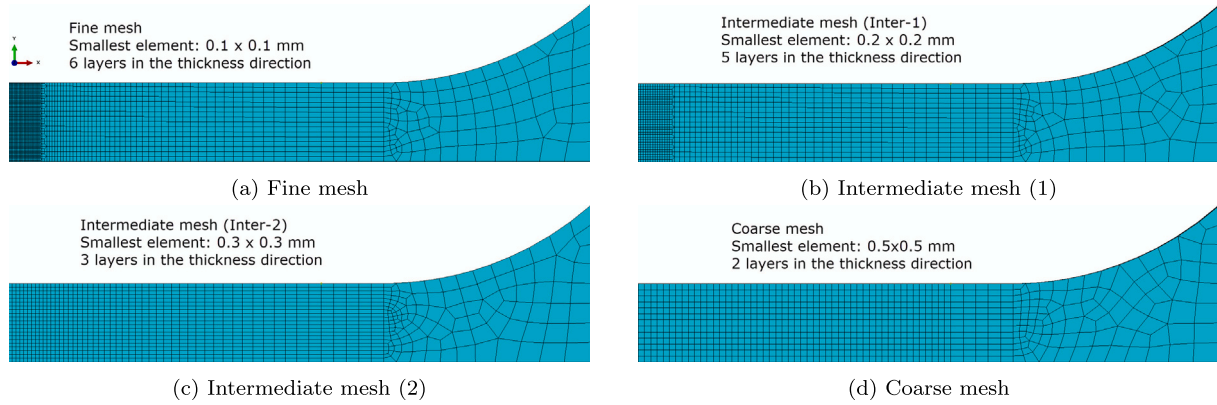 Fine mesh
Smallest element: 0.1 x 0.1 mm
6 layers in the thickness direction
Y
X
(a) Fine mesh
Intermediate mesh (Inter-1)
Smallest element: 0.2 x 0.2 mm
5 layers in the thickness direction
(b) Intermediate mesh (1)
Intermediate mesh (Inter-2)
Smallest element: 0.3 x 0.3 mm
3 layers in the thickness direction
(c) Intermediate mesh (2)
Coarse mesh
Smallest element: 0.5x0.5 mm
2 layers in the thickness direction
(d) Coarse mesh